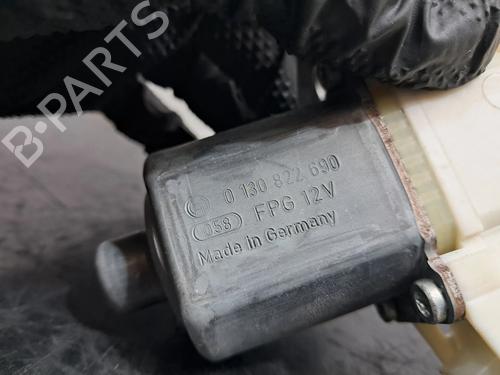 B-PARTS
0 130 822 690
058 FPG 12V
Made in Germany